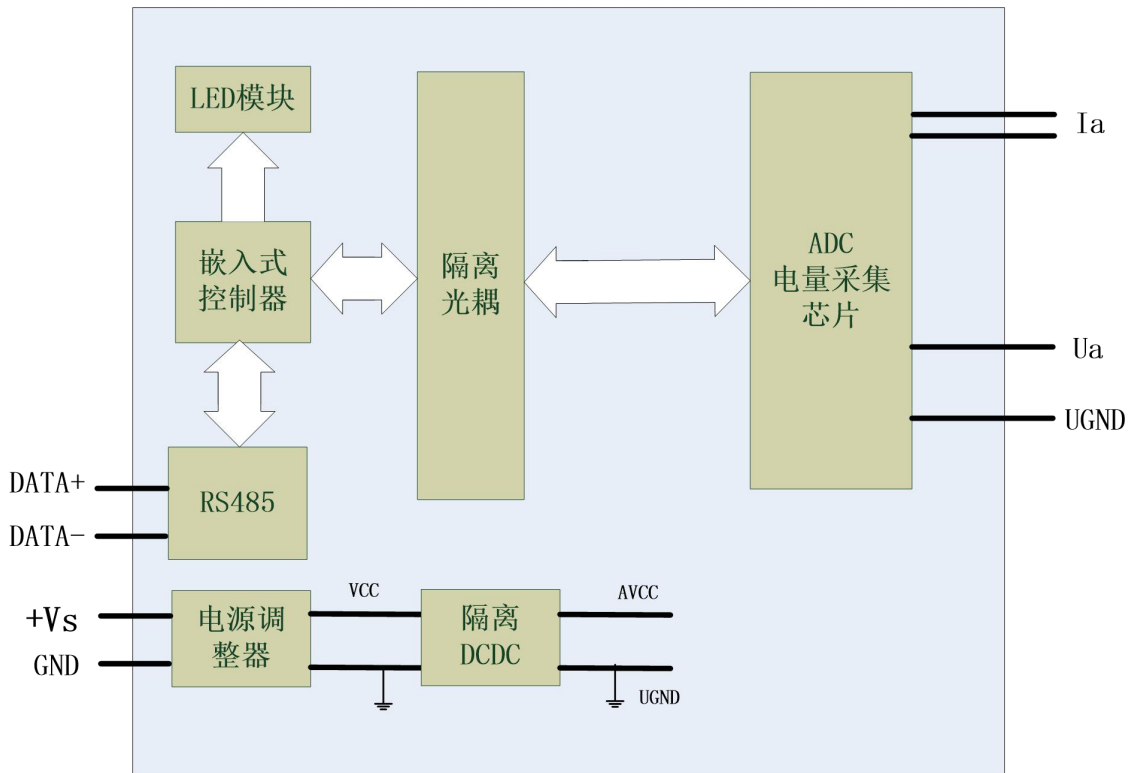 LED模块
Ia
嵌入式
控制器
隔离
光耦
ADC
电量采集
芯片
Ua
UGND
DATA+
RS485
DATA-
+Vs
GND
电源调
整器
VCC
隔离
DCDC
AVCC
UGND